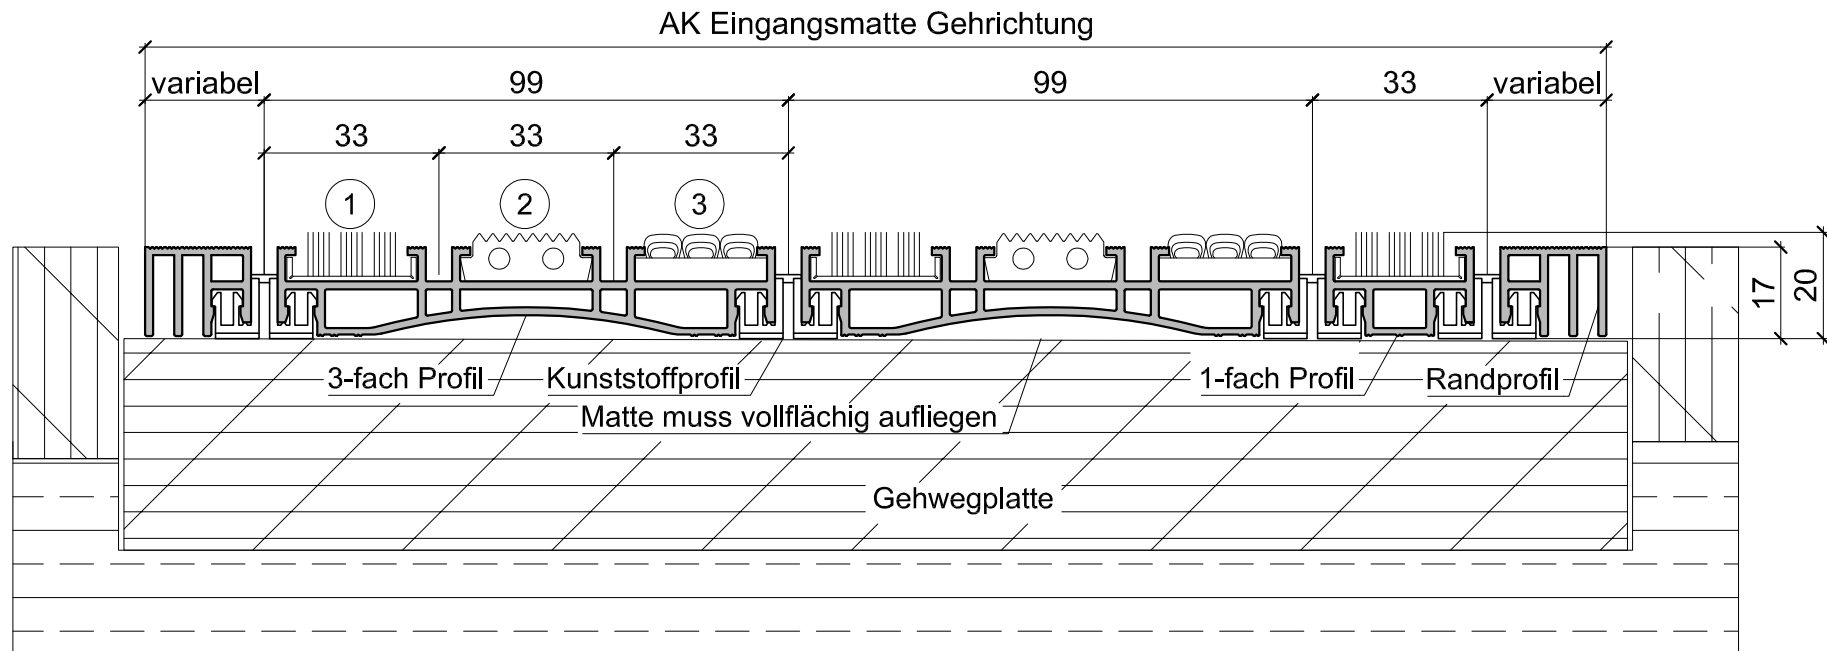 AK Eingangsmatte Gehrichtung
variabel 99 99 33 variabel
33 33 33
1 2 3
17 20
3-fach Profil Kunststoffprofil 1-fach Profil Randprofil
Matte muss vollflächig aufliegen
Gehwegplatte